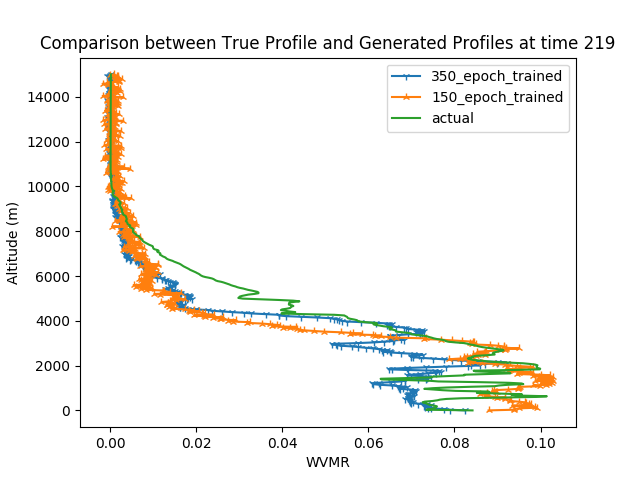 Comparison between True Profile and Generated Profiles at time 219
350_epoch_trained
150_epoch_trained
actual
Altitude (m)
14000
12000
10000
8000
6000
4000
2000
0
0.00 0.02 0.04 0.06 0.08 0.10
WVMR